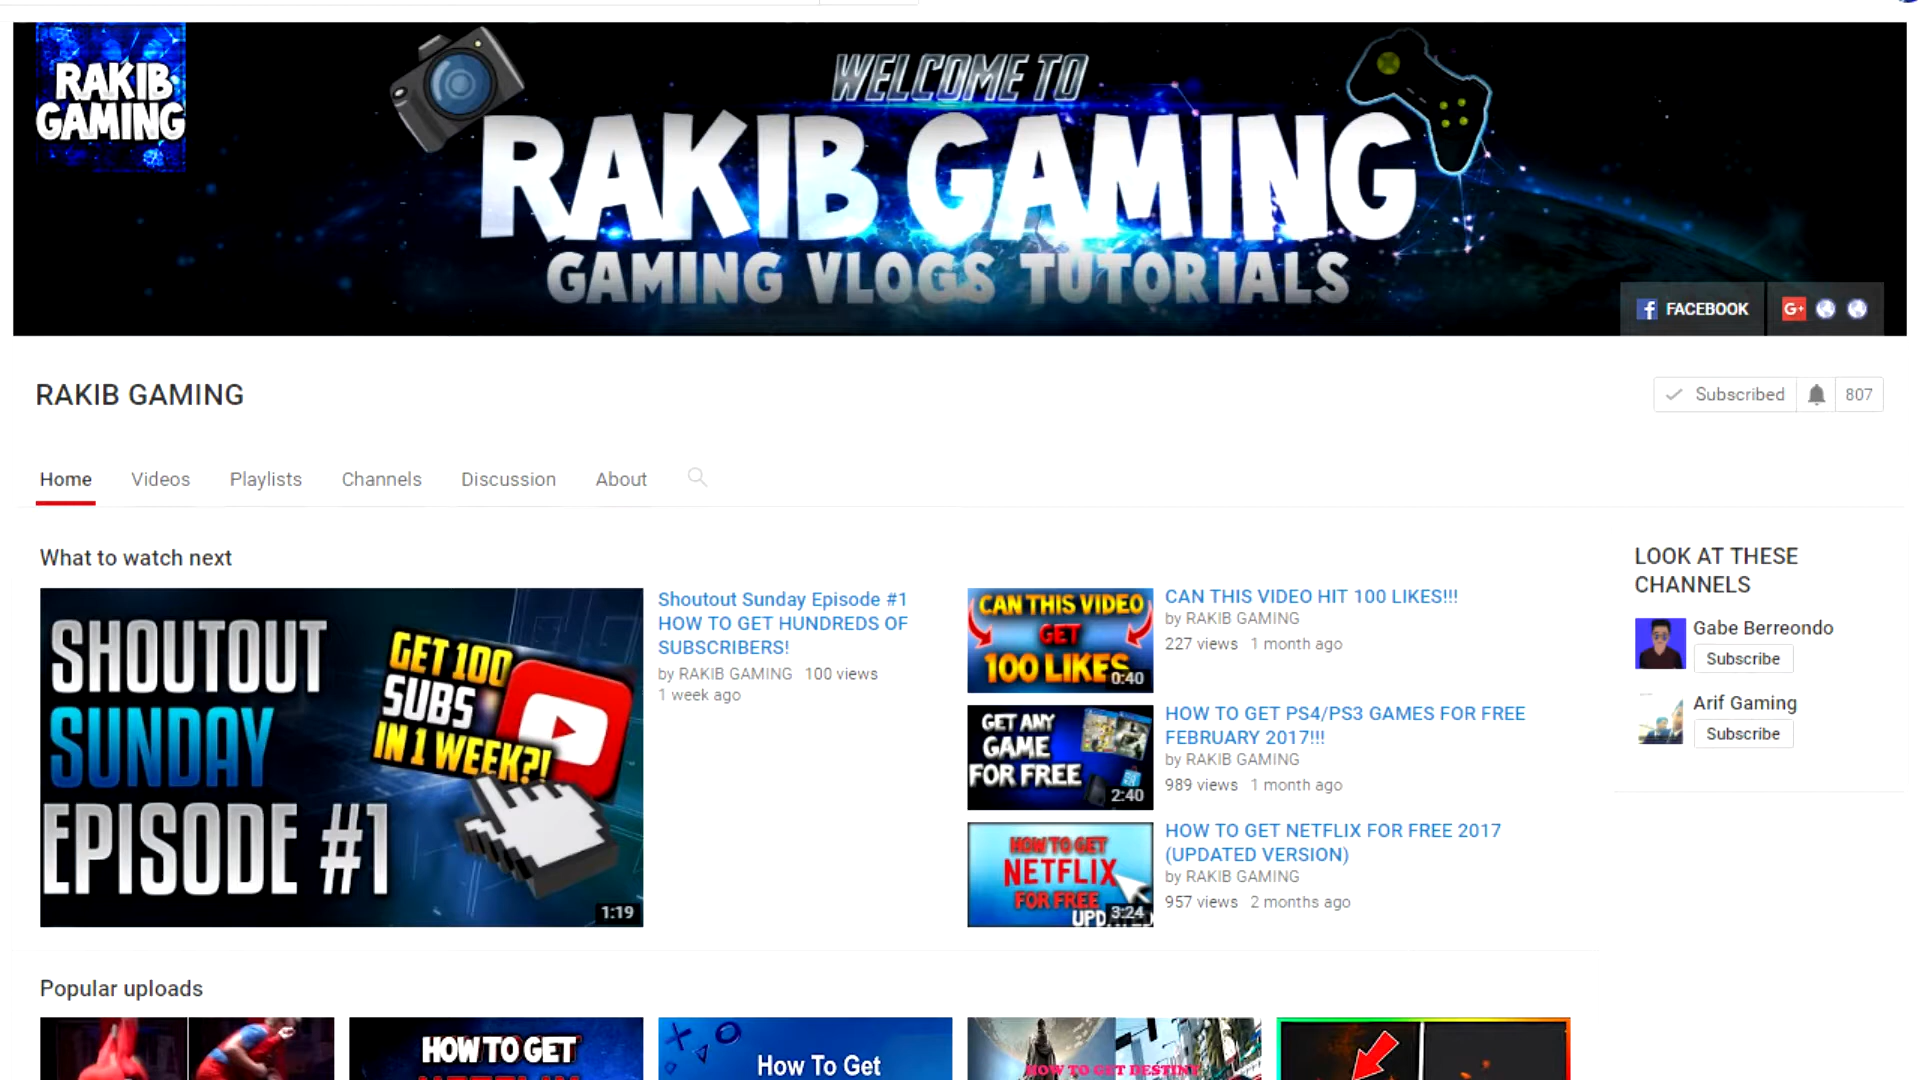 RAKIB
GAMING
WELCOME TO
RAKIB GAMING
GAMING VLOGS TUTORIALS
FACEBOOK
G+
RAKIB GAMING
Subscribed
807
Home
Videos
Playlists
Channels
Discussion
About
What to watch next
SHOUTOUT
SUNDAY
EPISODE #1
GET 100
SUBS
IN 1 WEEK?!
1:19
Shoutout Sunday Episode #1
HOW TO GET HUNDREDS OF
SUBSCRIBERS!
by RAKIB GAMING 100 views
1 week ago
CAN THIS VIDEO
GET
100 LIKES
0:40
CAN THIS VIDEO HIT 100 LIKES!!!
by RAKIB GAMING
227 views 1 month ago
GET ANY
GAME
FOR FREE
2:40
HOW TO GET PS4/PS3 GAMES FOR FREE
FEBRUARY 2017!!!
by RAKIB GAMING
989 views 1 month ago
HOW TO GET
NETFLIX
FOR FREE
3:24
HOW TO GET NETFLIX FOR FREE 2017
(UPDATED VERSION)
by RAKIB GAMING
957 views 2 months ago
LOOK AT THESE
CHANNELS
Gabe Berreondo
Subscribe
Arif Gaming
Subscribe
Popular uploads
HOW TO GET
How To Get
HOW TO GET DESTINY